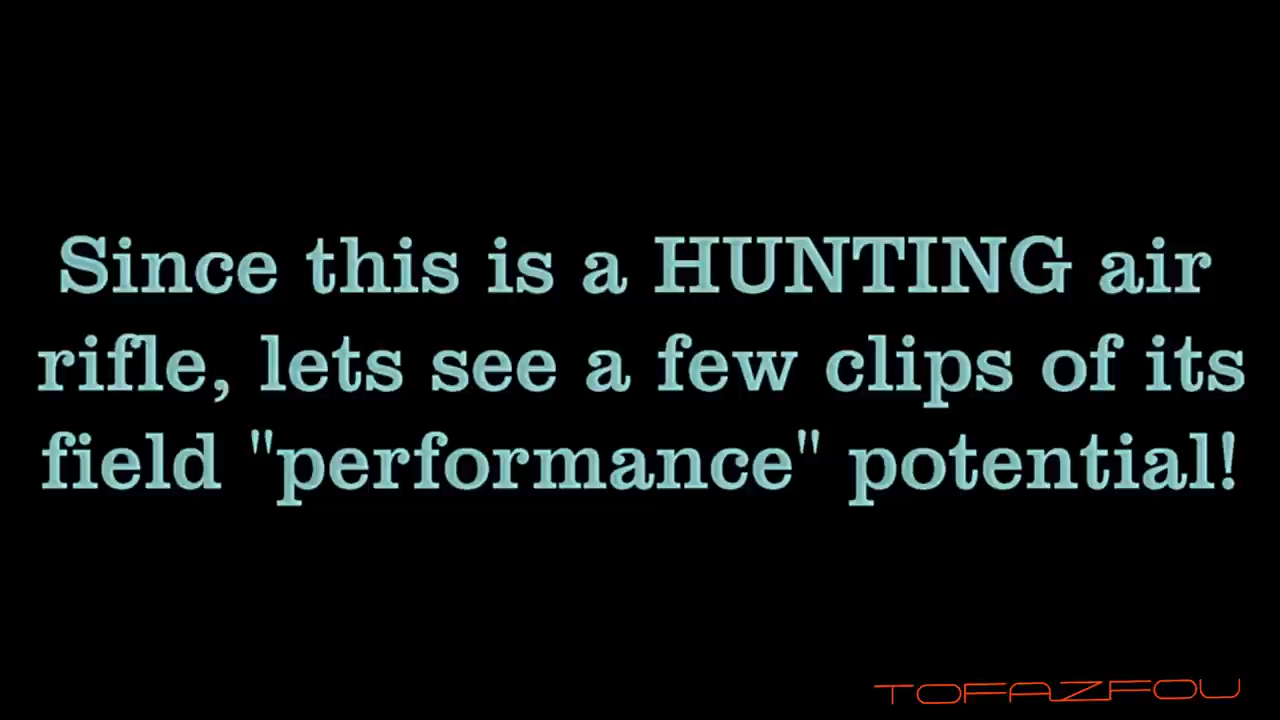 Since this is a HUNTING air
rifle, lets see a few clips of its
field "performance" potential!
TOFAZFOU